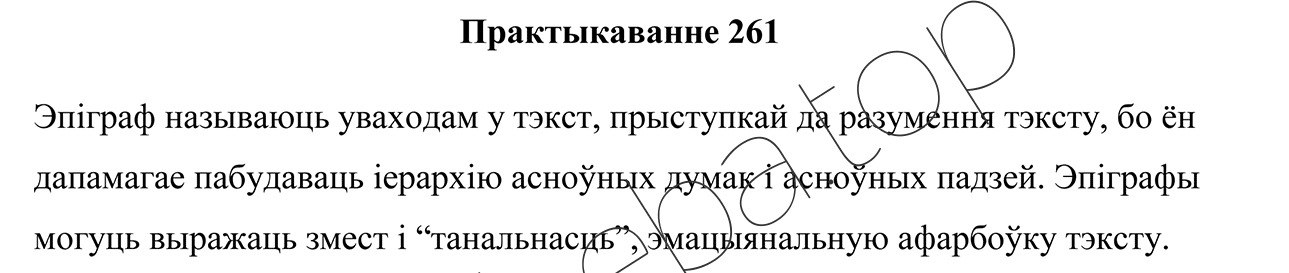 Практыкаванне 261
Эпіграф называюць уваходам у тэкст, прыступкай да разумення тэксту, бо ён
дапамагае пабудаваць іерархію асноўных думак і асноўных падзей. Эпіграфы
могуць выражаць змест і “танальнасць”, эмацыянальную афарбоўку тэксту.
ebatop